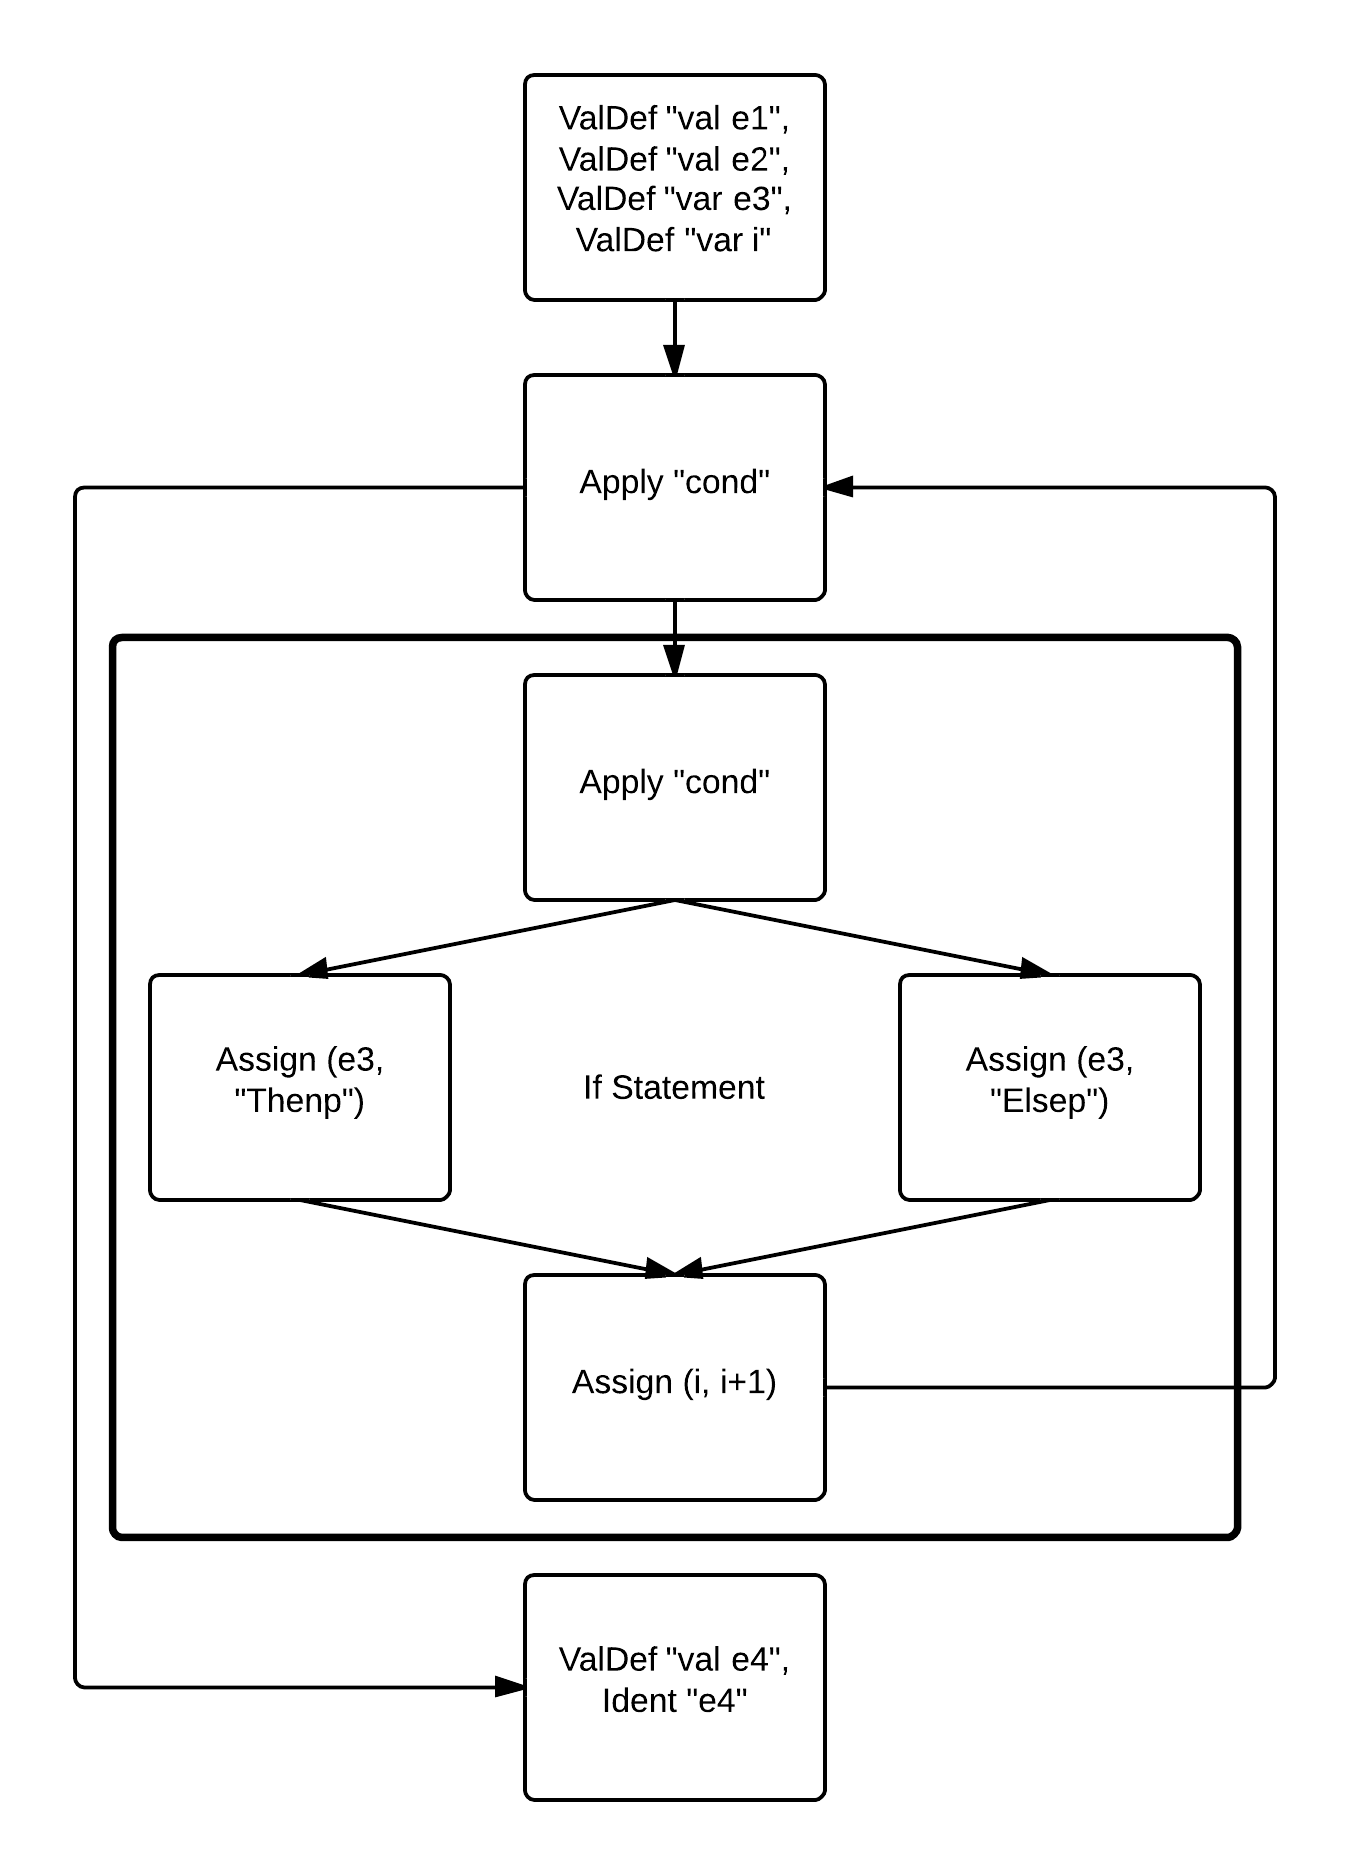 ValDef "val e1",
ValDef "val e2",
ValDef "var e3",
ValDef "var i"
Apply "cond"
Apply "cond"
Assign (e3,
"Thenp")
If Statement
Assign (e3,
"Elsep")
Assign (i, i+1)
ValDef "val e4",
Ident "e4"